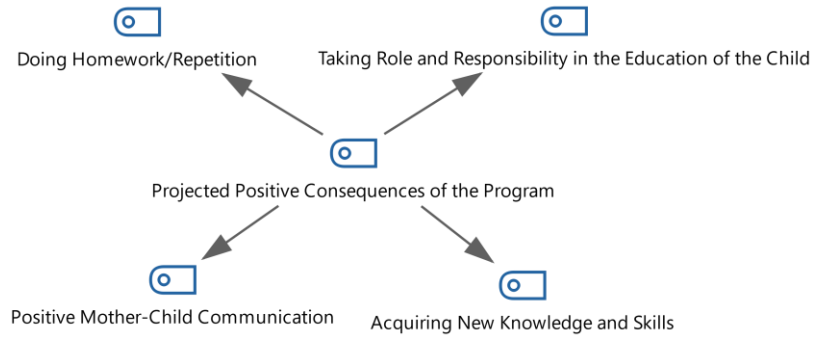 Doing Homework/Repetition
Taking Role and Responsibility in the Education of the Child
Projected Positive Consequences of the Program
Positive Mother-Child Communication
Acquiring New Knowledge and Skills